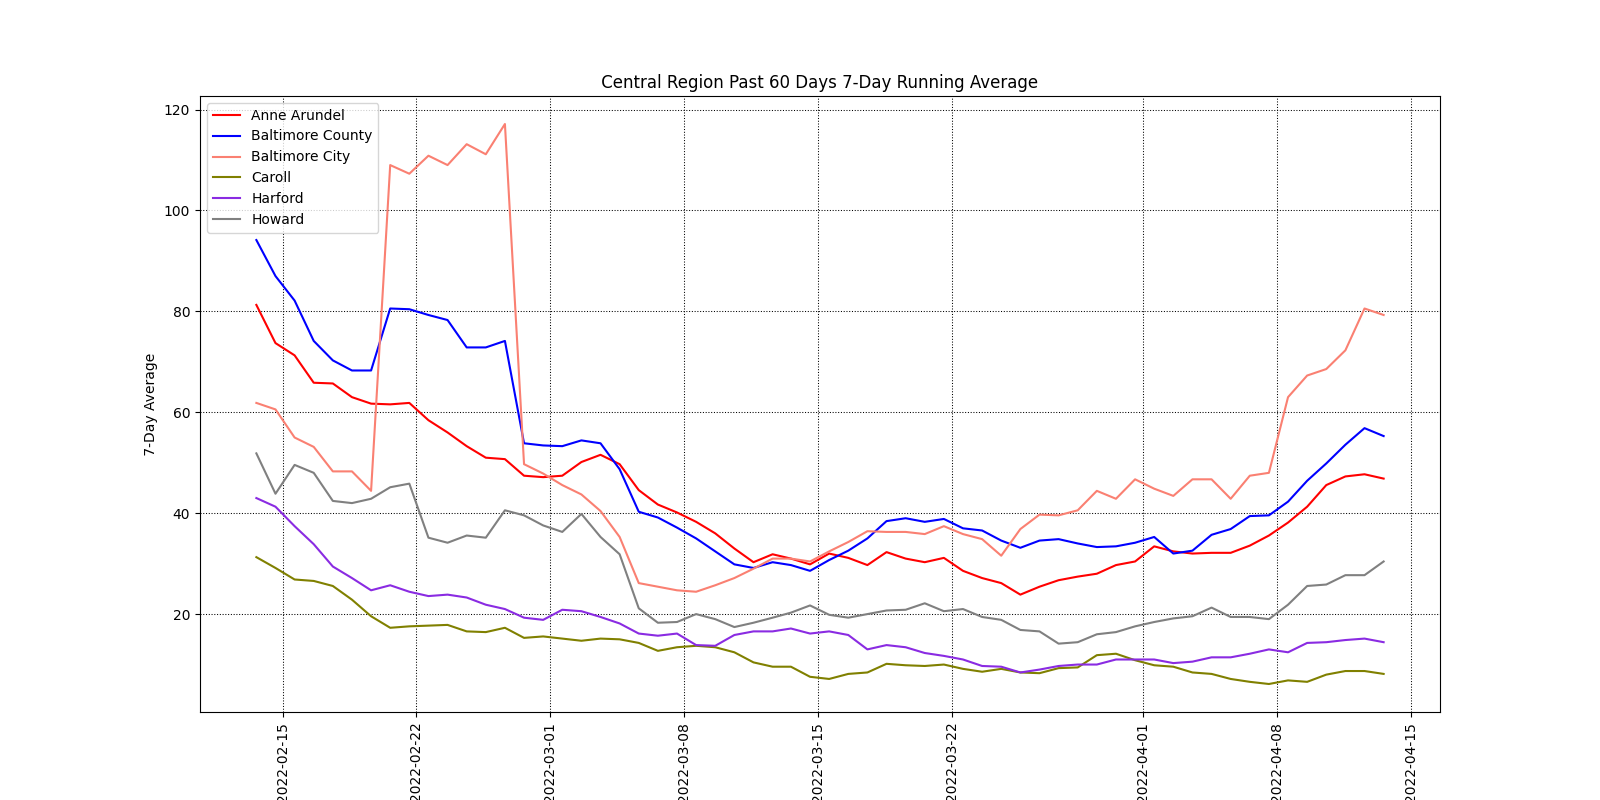 Central Region Past 60 Days 7-Day Running Average
Anne Arundel
Baltimore County
Baltimore City
Caroll
Harford
Howard
7-Day Average
120
100
80
60
40
20
2022-02-15
2022-02-22
2022-03-01
2022-03-08
2022-03-15
2022-03-22
2022-04-01
2022-04-08
2022-04-15